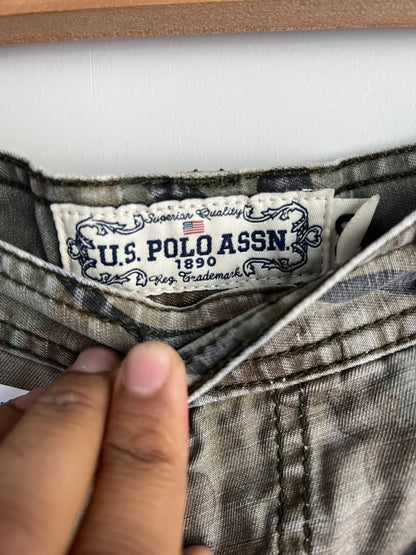 Superior Quality
U.S. POLO ASSN.
1890
Reg. Trademark